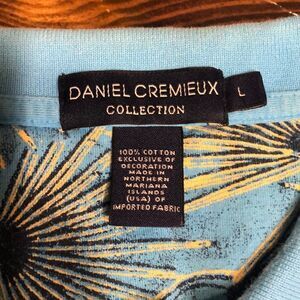 DANIEL CREMIEUX
COLLECTION
L
100% COTTON
EXCLUSIVE OF
DECORATION
MADE IN
NORTHERN
MARIANA
ISLANDS
(USA) OF
IMPORTED FABRIC